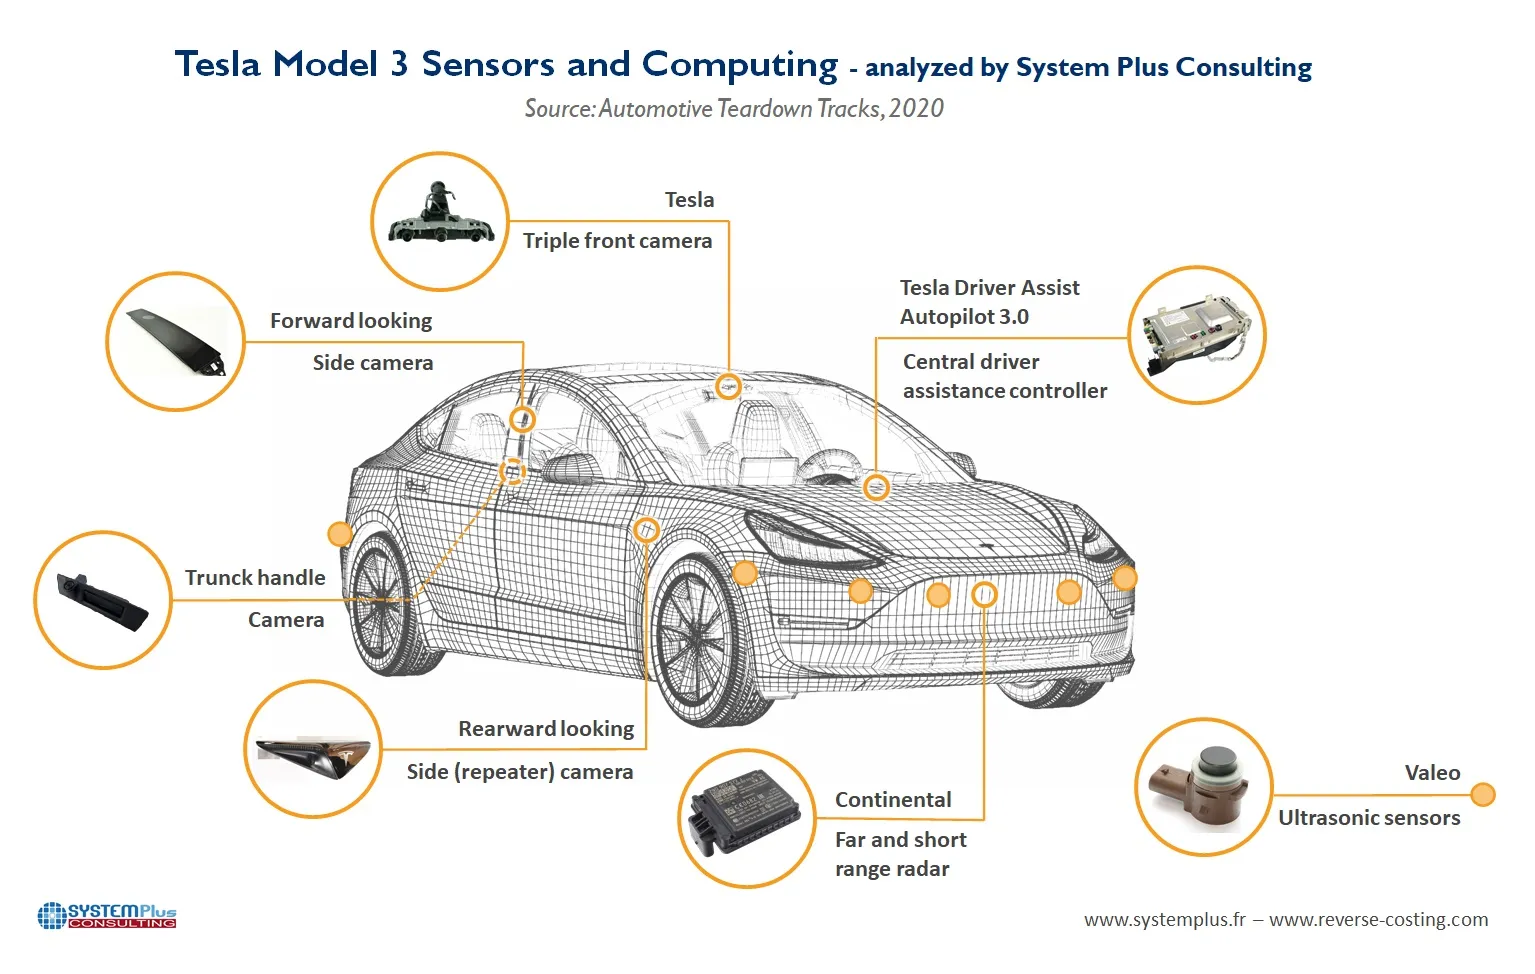 Tesla Model 3 Sensors and Computing - analyzed by System Plus Consulting
Source: Automotive Teardown Tracks, 2020
Tesla
Triple front camera
Forward looking
Side camera
Tesla Driver Assist
Autopilot 3.0
Central driver
assistance controller
Trunck handle
Camera
Rearward looking
Side (repeater) camera
Continental
Far and short
range radar
Valeo
Ultrasonic sensors
SYSTEMPlus
CONSULTING
www.systemplus.fr – www.reverse-costing.com